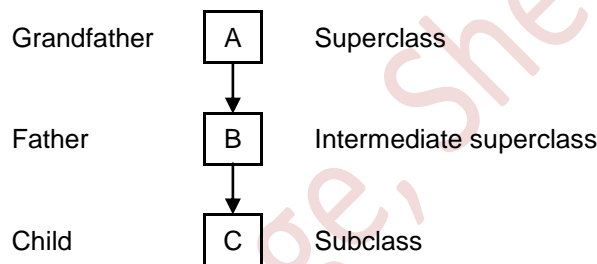 Grandfather A Superclass
Father B Intermediate superclass
Child C Subclass